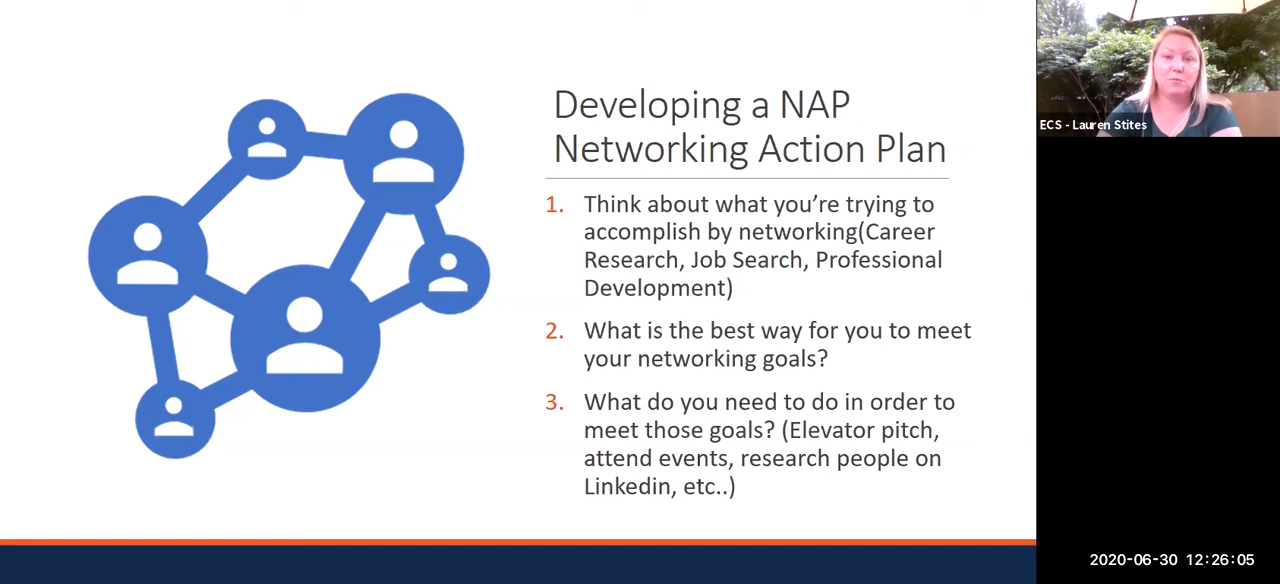 Developing a NAP
Networking Action Plan
1. Think about what you’re trying to
accomplish by networking(Career
Research, Job Search, Professional
Development)
2. What is the best way for you to meet
your networking goals?
3. What do you need to do in order to
meet those goals? (Elevator pitch,
attend events, research people on
Linkedin, etc..)
ECS - Lauren Stites
2020-06-30 12:26:05